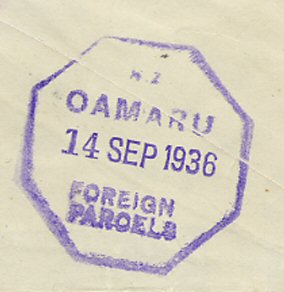 N.Z
OAMARU
14 SEP 1936
FOREIGN
PARCELS